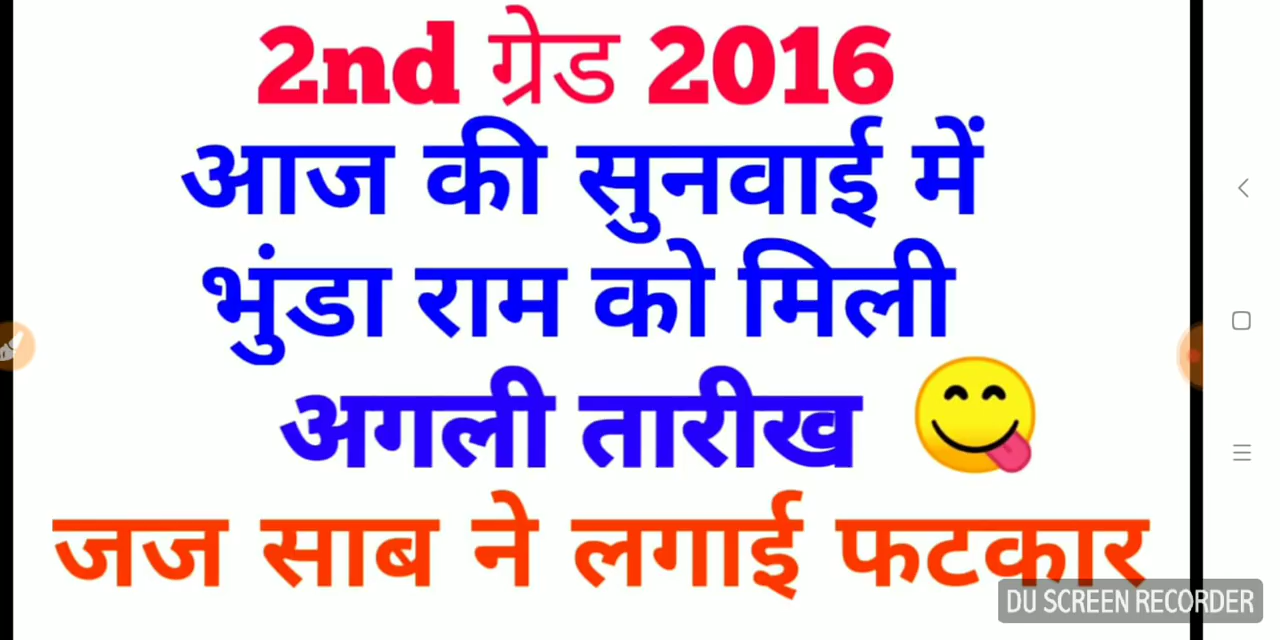 2nd ग्रेड 2016
आज की सुनवाई में
भुंडा राम को मिली
अगली तारीख 😋
जज साब ने लगाई फटकार
DU SCREEN RECORDER